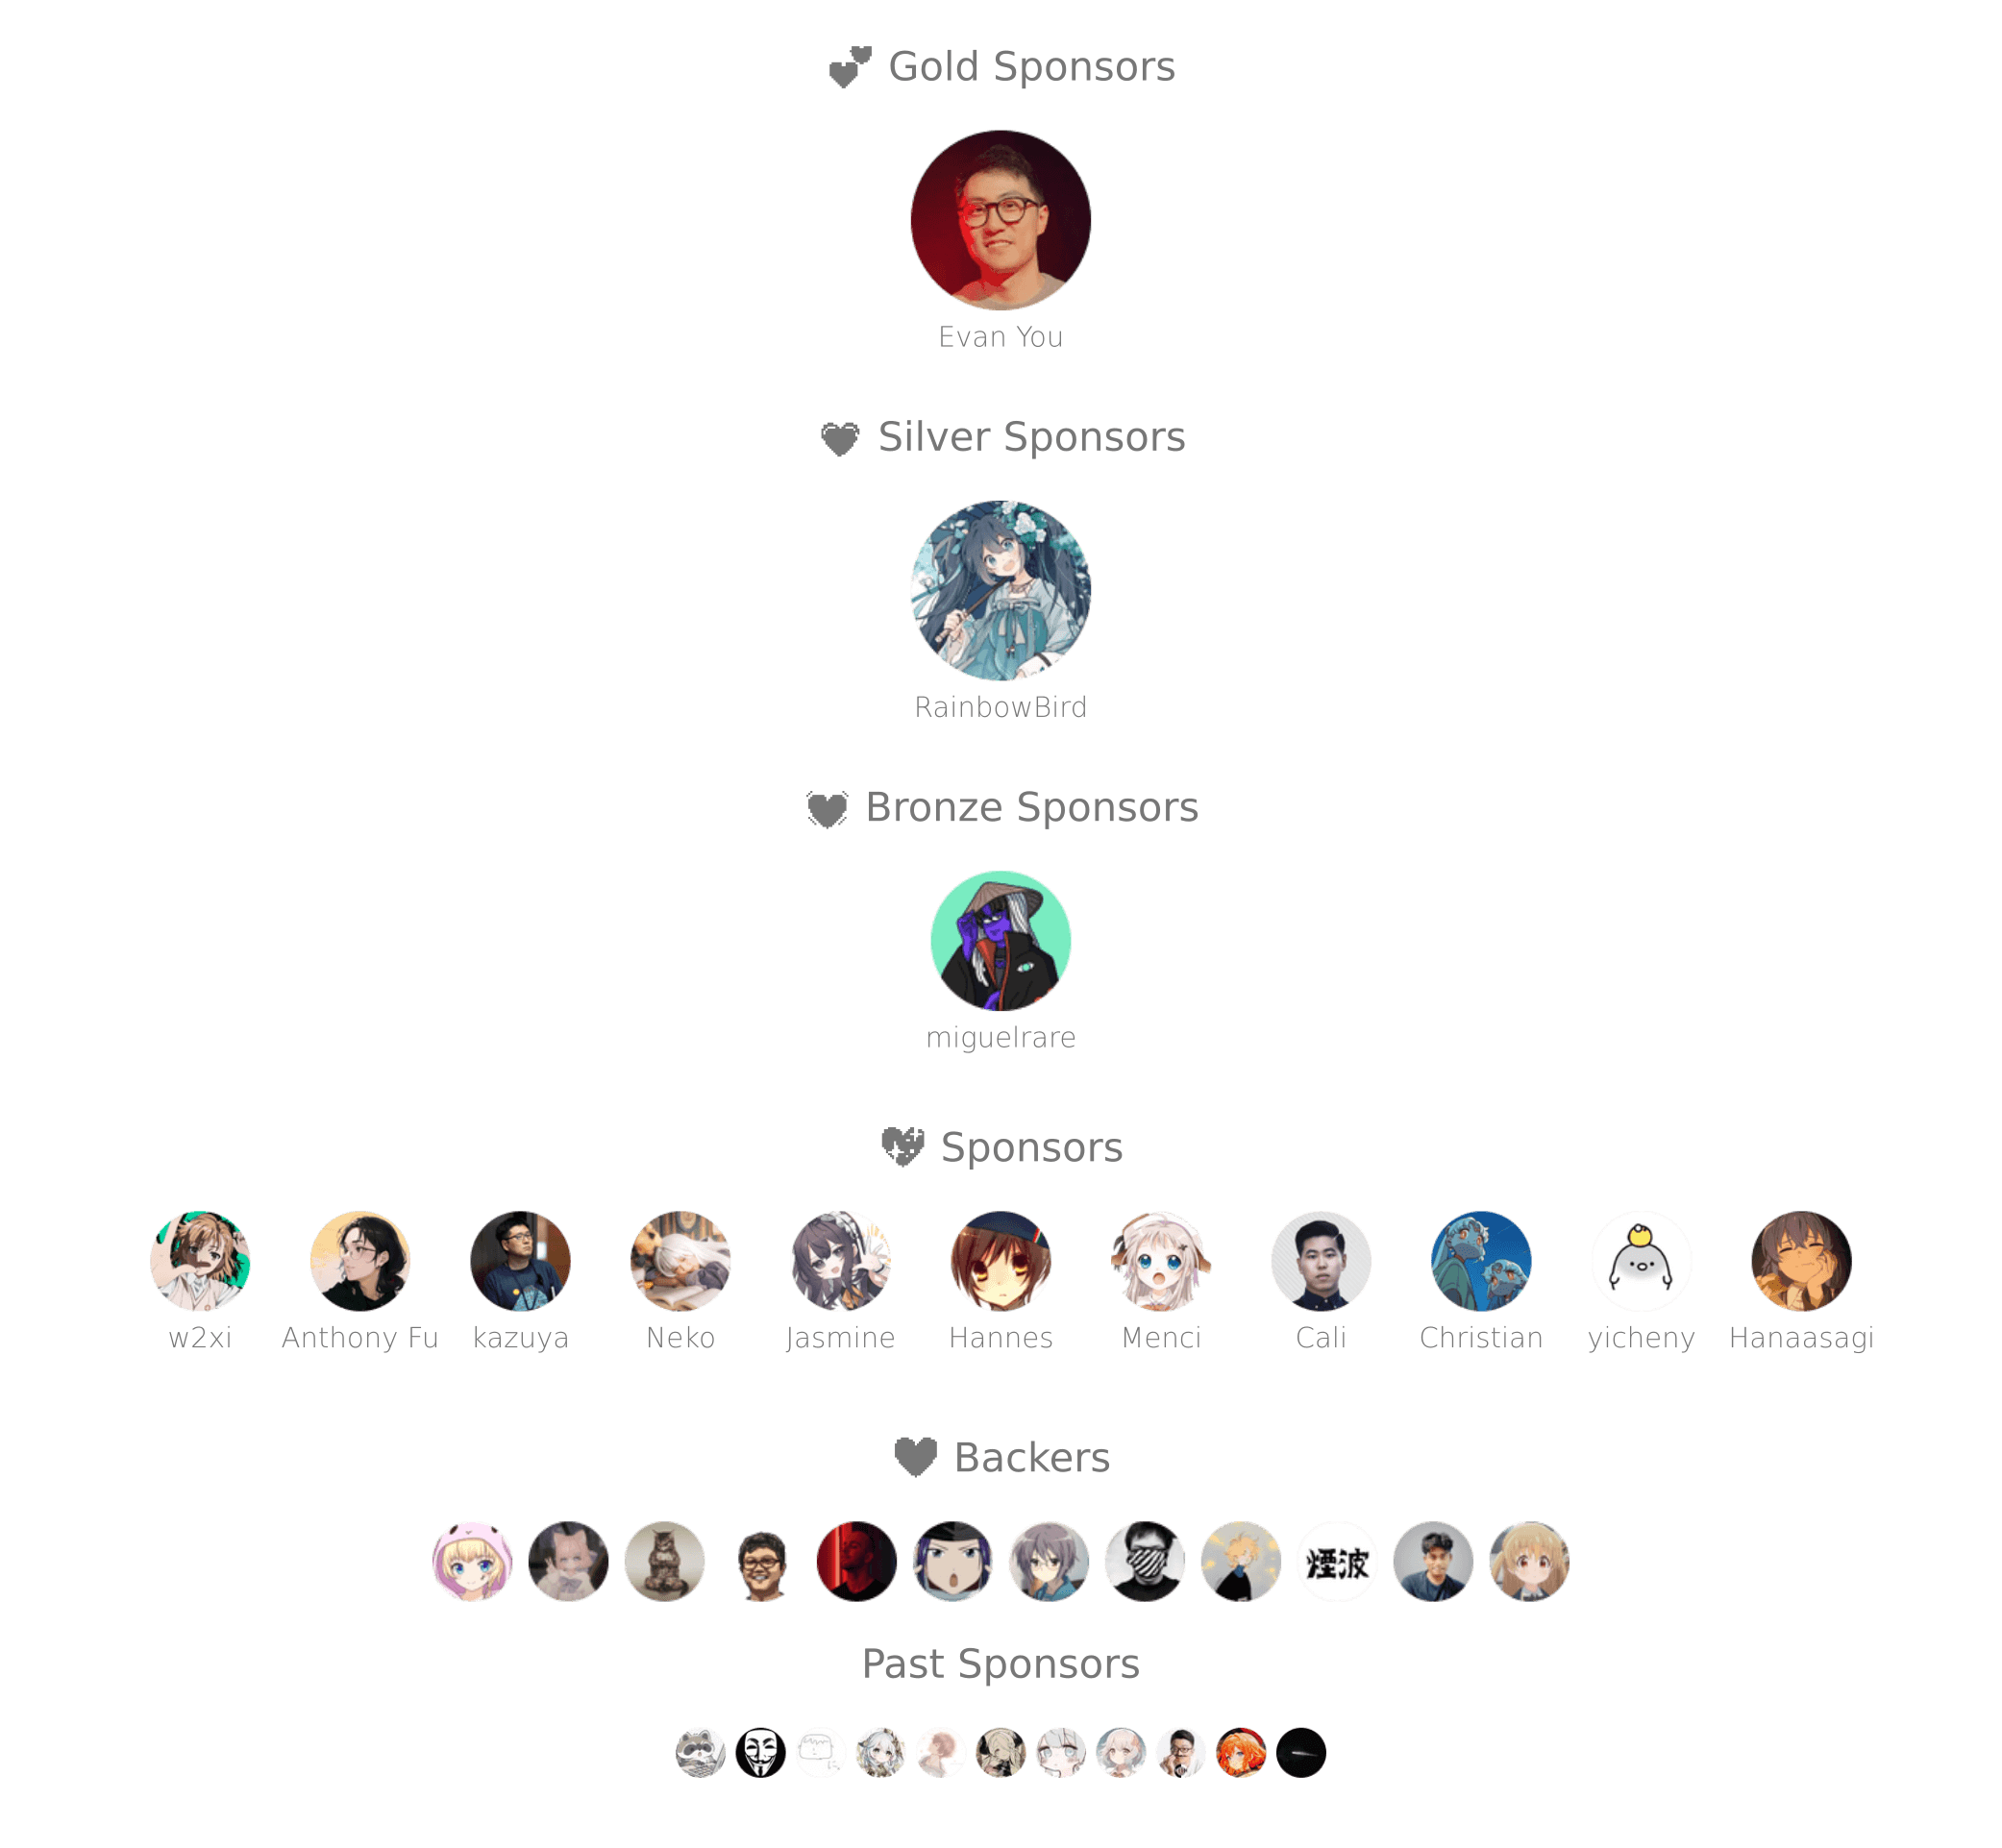 Gold Sponsors
Evan You
Silver Sponsors
RainbowBird
Bronze Sponsors
miguelrare
Sponsors
w2xi Anthony Fu kazuya Neko Jasmine Hannes Menci Cali Christian yicheny Hanaasagi
Backers
煙波
Past Sponsors